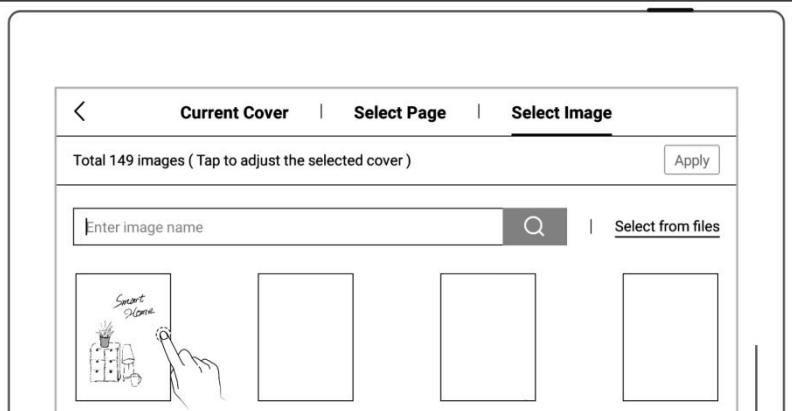 Current Cover | Select Page | Select Image
Total 149 images ( Tap to adjust the selected cover ) Apply
Enter image name | Select from files
Smart
Home